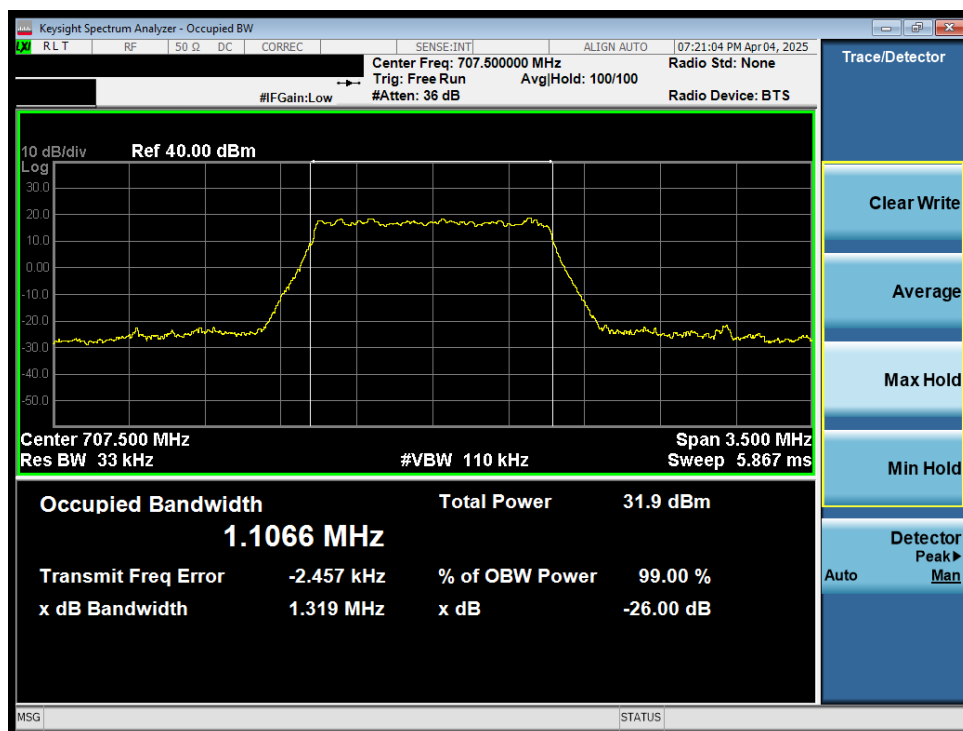 Keysight Spectrum Analyzer - Occupied BW
LXI RLT RF 50 Ω DC CORREC SENSE:INT ALIGN AUTO 07:21:04 PM Apr 04, 2025
Center Freq: 707.500000 MHz Radio Std: None
Trig: Free Run Avg|Hold: 100/100
#IFGain:Low #Atten: 36 dB Radio Device: BTS
10 dB/div Ref 40.00 dBm
Log
30.0
20.0
10.0
0.00
-10.0
-20.0
-30.0
-40.0
-50.0
Center 707.500 MHz Span 3.500 MHz
Res BW 33 kHz #VBW 110 kHz Sweep 5.867 ms
Occupied Bandwidth Total Power 31.9 dBm
1.1066 MHz
Transmit Freq Error -2.457 kHz % of OBW Power 99.00 %
x dB Bandwidth 1.319 MHz x dB -26.00 dB
MSG STATUS
Trace/Detector
Clear Write
Average
Max Hold
Min Hold
Detector
Peak▶
Auto Man